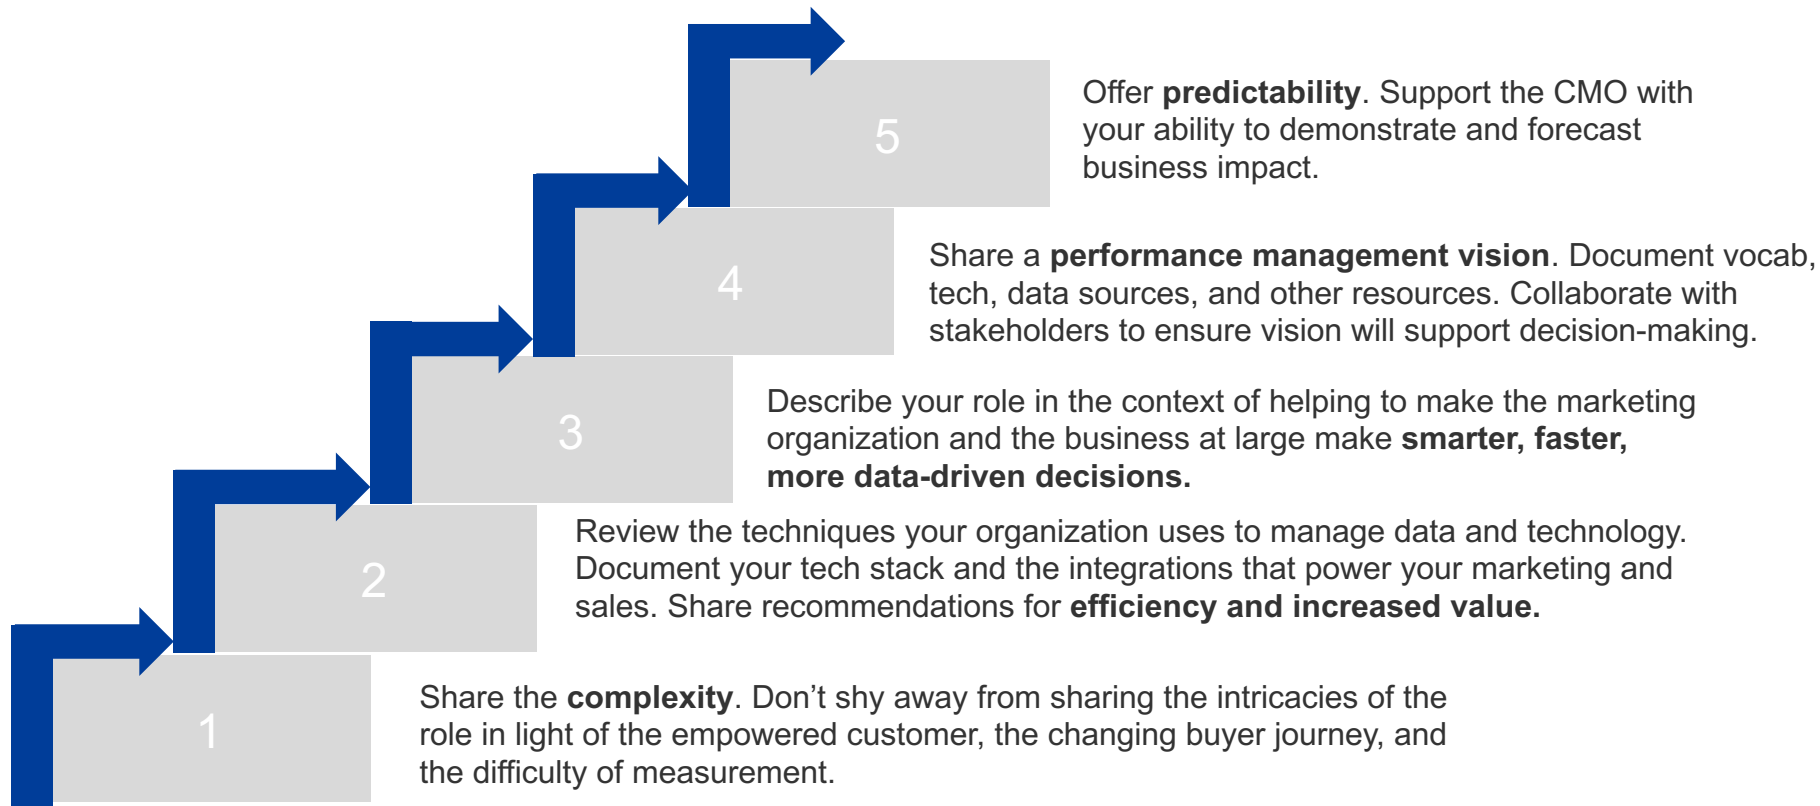 5
Offer predictability. Support the CMO with
your ability to demonstrate and forecast
business impact.
4
Share a performance management vision. Document vocab,
tech, data sources, and other resources. Collaborate with
stakeholders to ensure vision will support decision-making.
3
Describe your role in the context of helping to make the marketing
organization and the business at large make smarter, faster,
more data-driven decisions.
2
Review the techniques your organization uses to manage data and technology.
Document your tech stack and the integrations that power your marketing and
sales. Share recommendations for efficiency and increased value.
1
Share the complexity. Don’t shy away from sharing the intricacies of the
role in light of the empowered customer, the changing buyer journey, and
the difficulty of measurement.